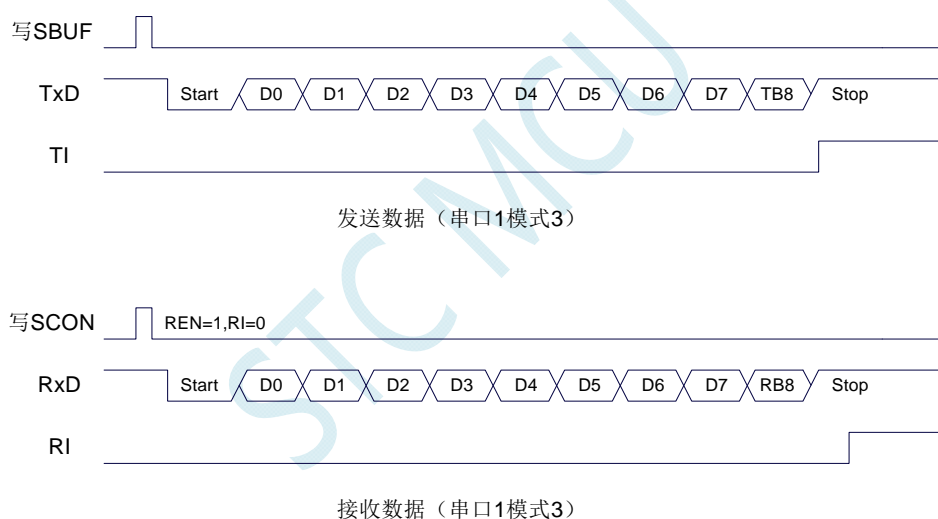 写SBUF
TxD Start D0 D1 D2 D3 D4 D5 D6 D7 TB8 Stop
TI
发送数据（串口1模式3）
写SCON REN=1,RI=0
RxD Start D0 D1 D2 D3 D4 D5 D6 D7 RB8 Stop
RI
接收数据（串口1模式3）
STC MCU